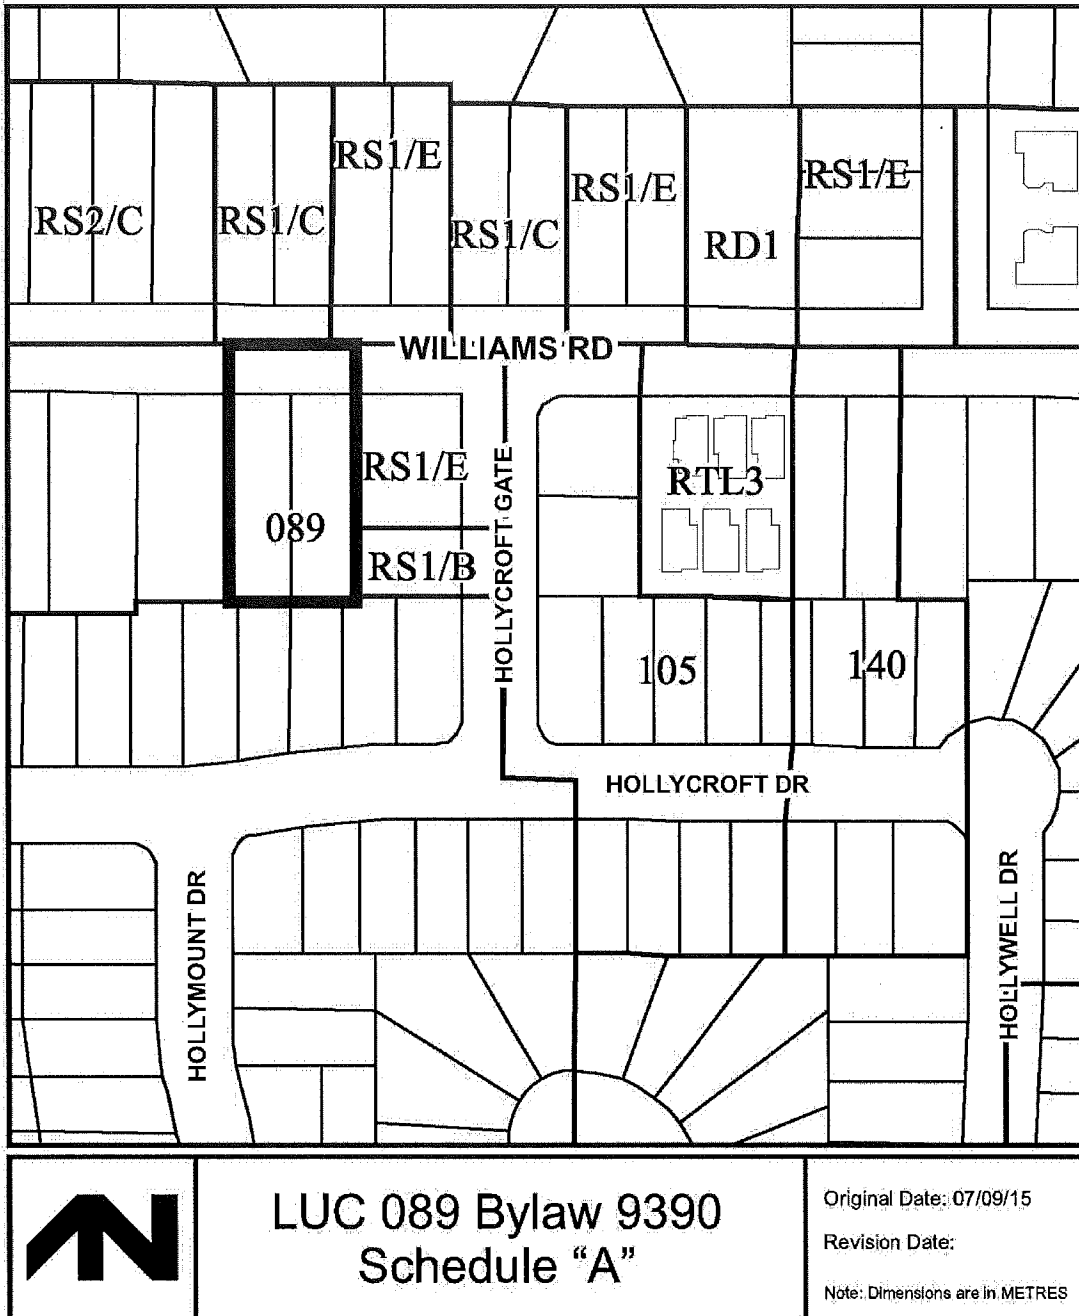 RS1/E
RS1/E
RS1/E
RS2/C
RS1/C
RS1/C
RD1
WILLIAMS RD
RS1/E
RTL3
089
RS1/B
HOLLYCROFT GATE
105
140
HOLLYCROFT DR
HOLLYMOUNT DR
HOLLYWELL DR
LUC 089 Bylaw 9390
Schedule "A"
Original Date: 07/09/15
Revision Date:
Note: Dimensions are in METRES